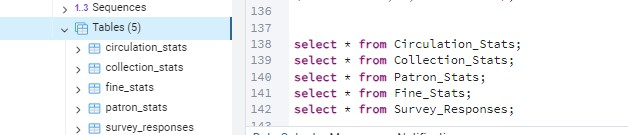 1.3 Sequences
Tables (5)
circulation_stats
collection_stats
fine_stats
patron_stats
survey_responses
136
137
138 select * from Circulation_Stats;
139 select * from Collection_Stats;
140 select * from Patron_Stats;
141 select * from Fine_Stats;
142 select * from Survey_Responses;